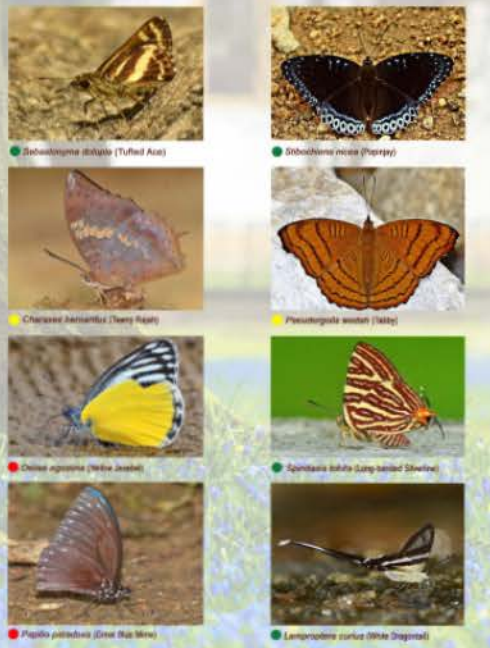 Sebastonyma dolopia (Tufted Ace)
Stibochiona nicea (Popinjay)
Charaxes bernardus (Tawny Rajah)
Pseudergolis wedah (Tabby)
Delias agostina (Yellow Jezebel)
Spindasis lohita (Long-banded Silverline)
Papilio paradoxa (Great Blue Mime)
Lamproptera curius (White Dragontail)